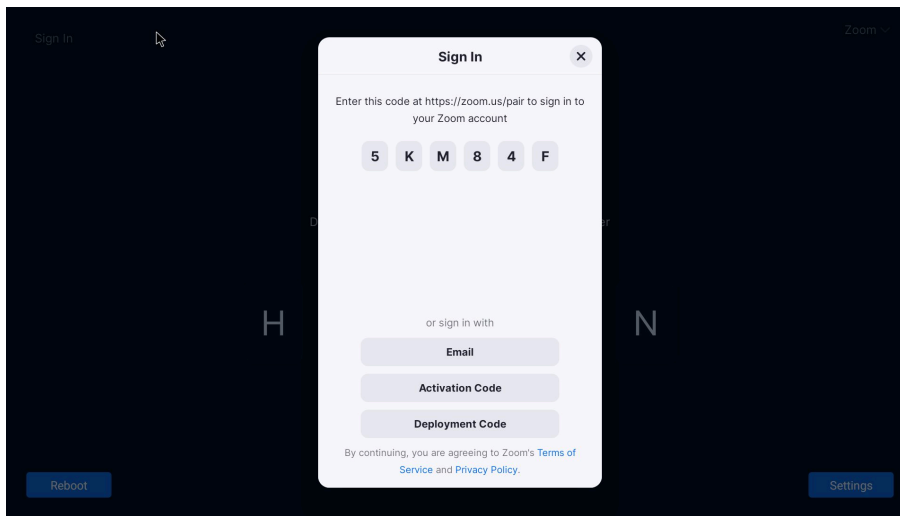 Sign In
Zoom
Sign In
Enter this code at https://zoom.us/pair to sign in to
your Zoom account
5 K M 8 4 F
D
er
H
N
or sign in with
Email
Activation Code
Deployment Code
By continuing, you are agreeing to Zoom's Terms of
Service and Privacy Policy.
Reboot
Settings